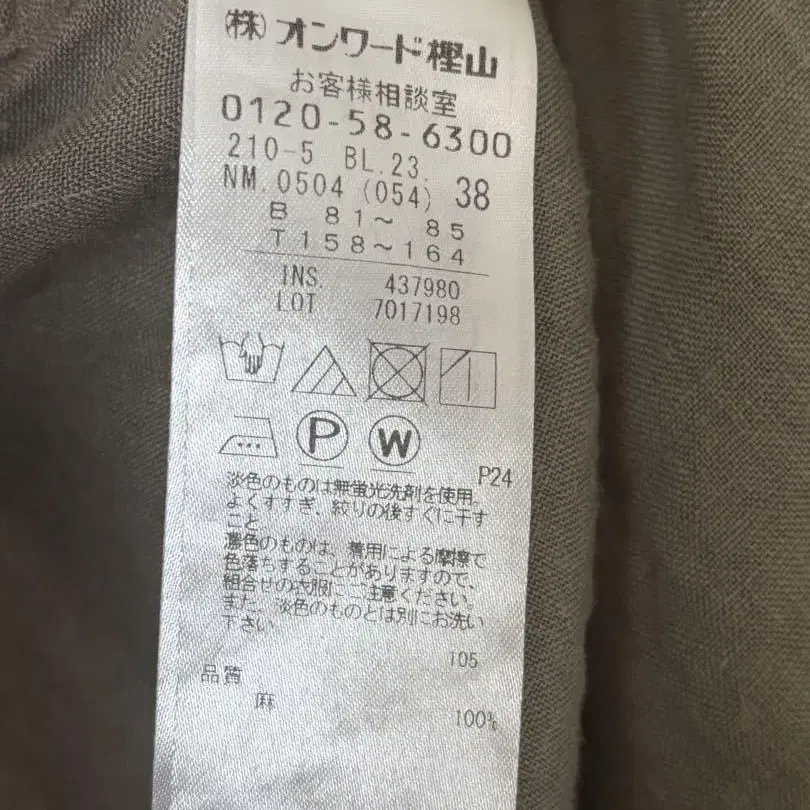 (株)オンワード樫山
お客様相談室
0120-58-6300
210-5 BL.23.
NM.0504(054) 38
B 81〜 85
T158〜164
INS. 437980
LOT 7017198
P
W
P24
淡色のものは無蛍光洗剤を使用。
よくすすぎ、絞りの後すぐに干す
こと
濃色のものは、着用による摩擦で
色落ちすることがありますので、
組合せの衣服にご注意ください。
また、淡色のものとは別にお洗い
下さい
T05
品質
麻 100%